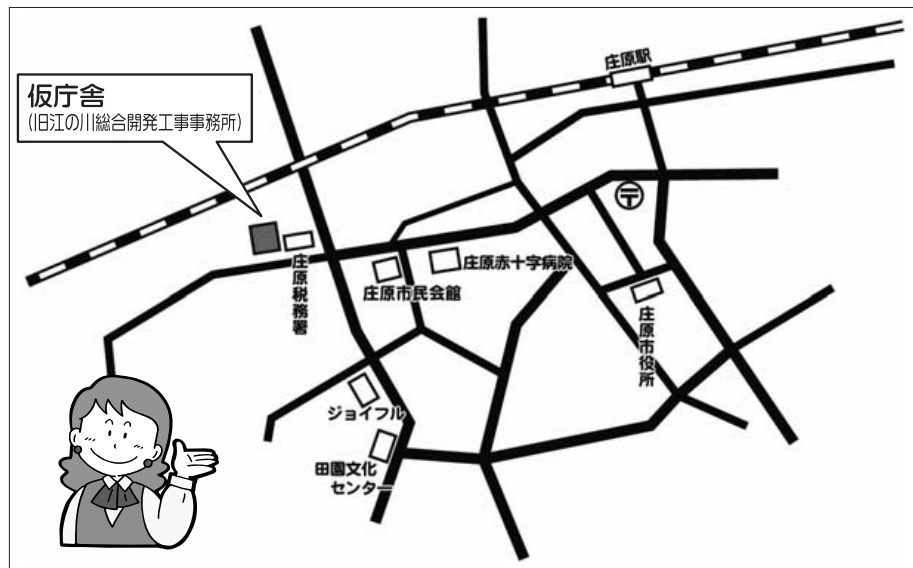 仮庁舎
(旧江の川総合開発工事事務所)
庄原駅
〒
庄原税務署
庄原市民会館
庄原赤十字病院
庄原市役所
ジョイフル
田園文化
センター